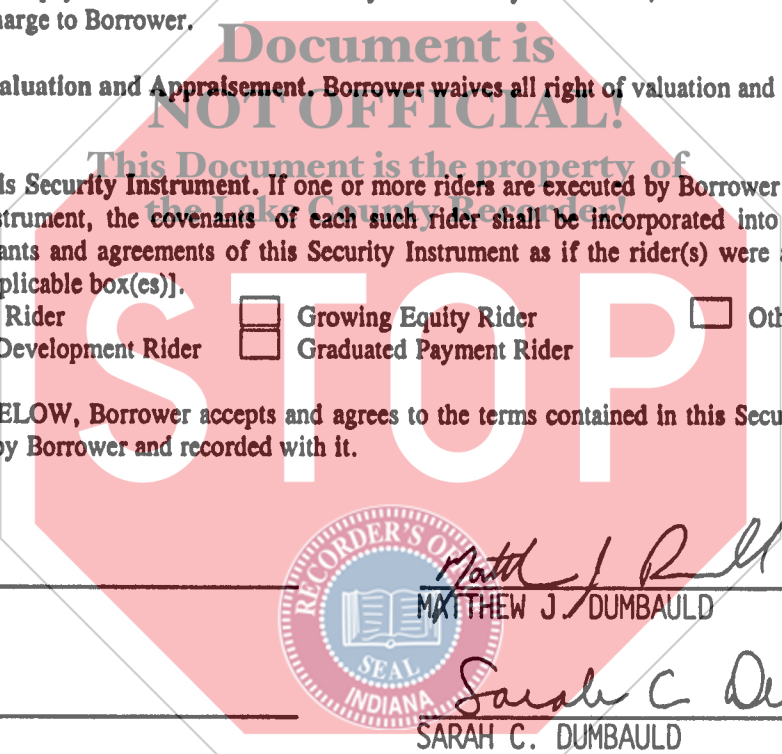 harge to Borrower.
Document is
aluation and Appraisement. Borrower waives all right of valuation and
NOT OFFICIAL!
This Document is the property of
is Security Instrument. If one or more riders are executed by Borrower
the Lake County Recorder!
strument, the covenants of each such rider shall be incorporated into
ants and agreements of this Security Instrument as if the rider(s) were a
plicable box(es)].
Rider Growing Equity Rider Oth
Development Rider Graduated Payment Rider
STOP
ELOW, Borrower accepts and agrees to the terms contained in this Secu
by Borrower and recorded with it.
RECORDER'S OF
SEAL
INDIANA
MATTHEW J. DUMBAULD
Sarah C
SARAH C. DUMBAULD